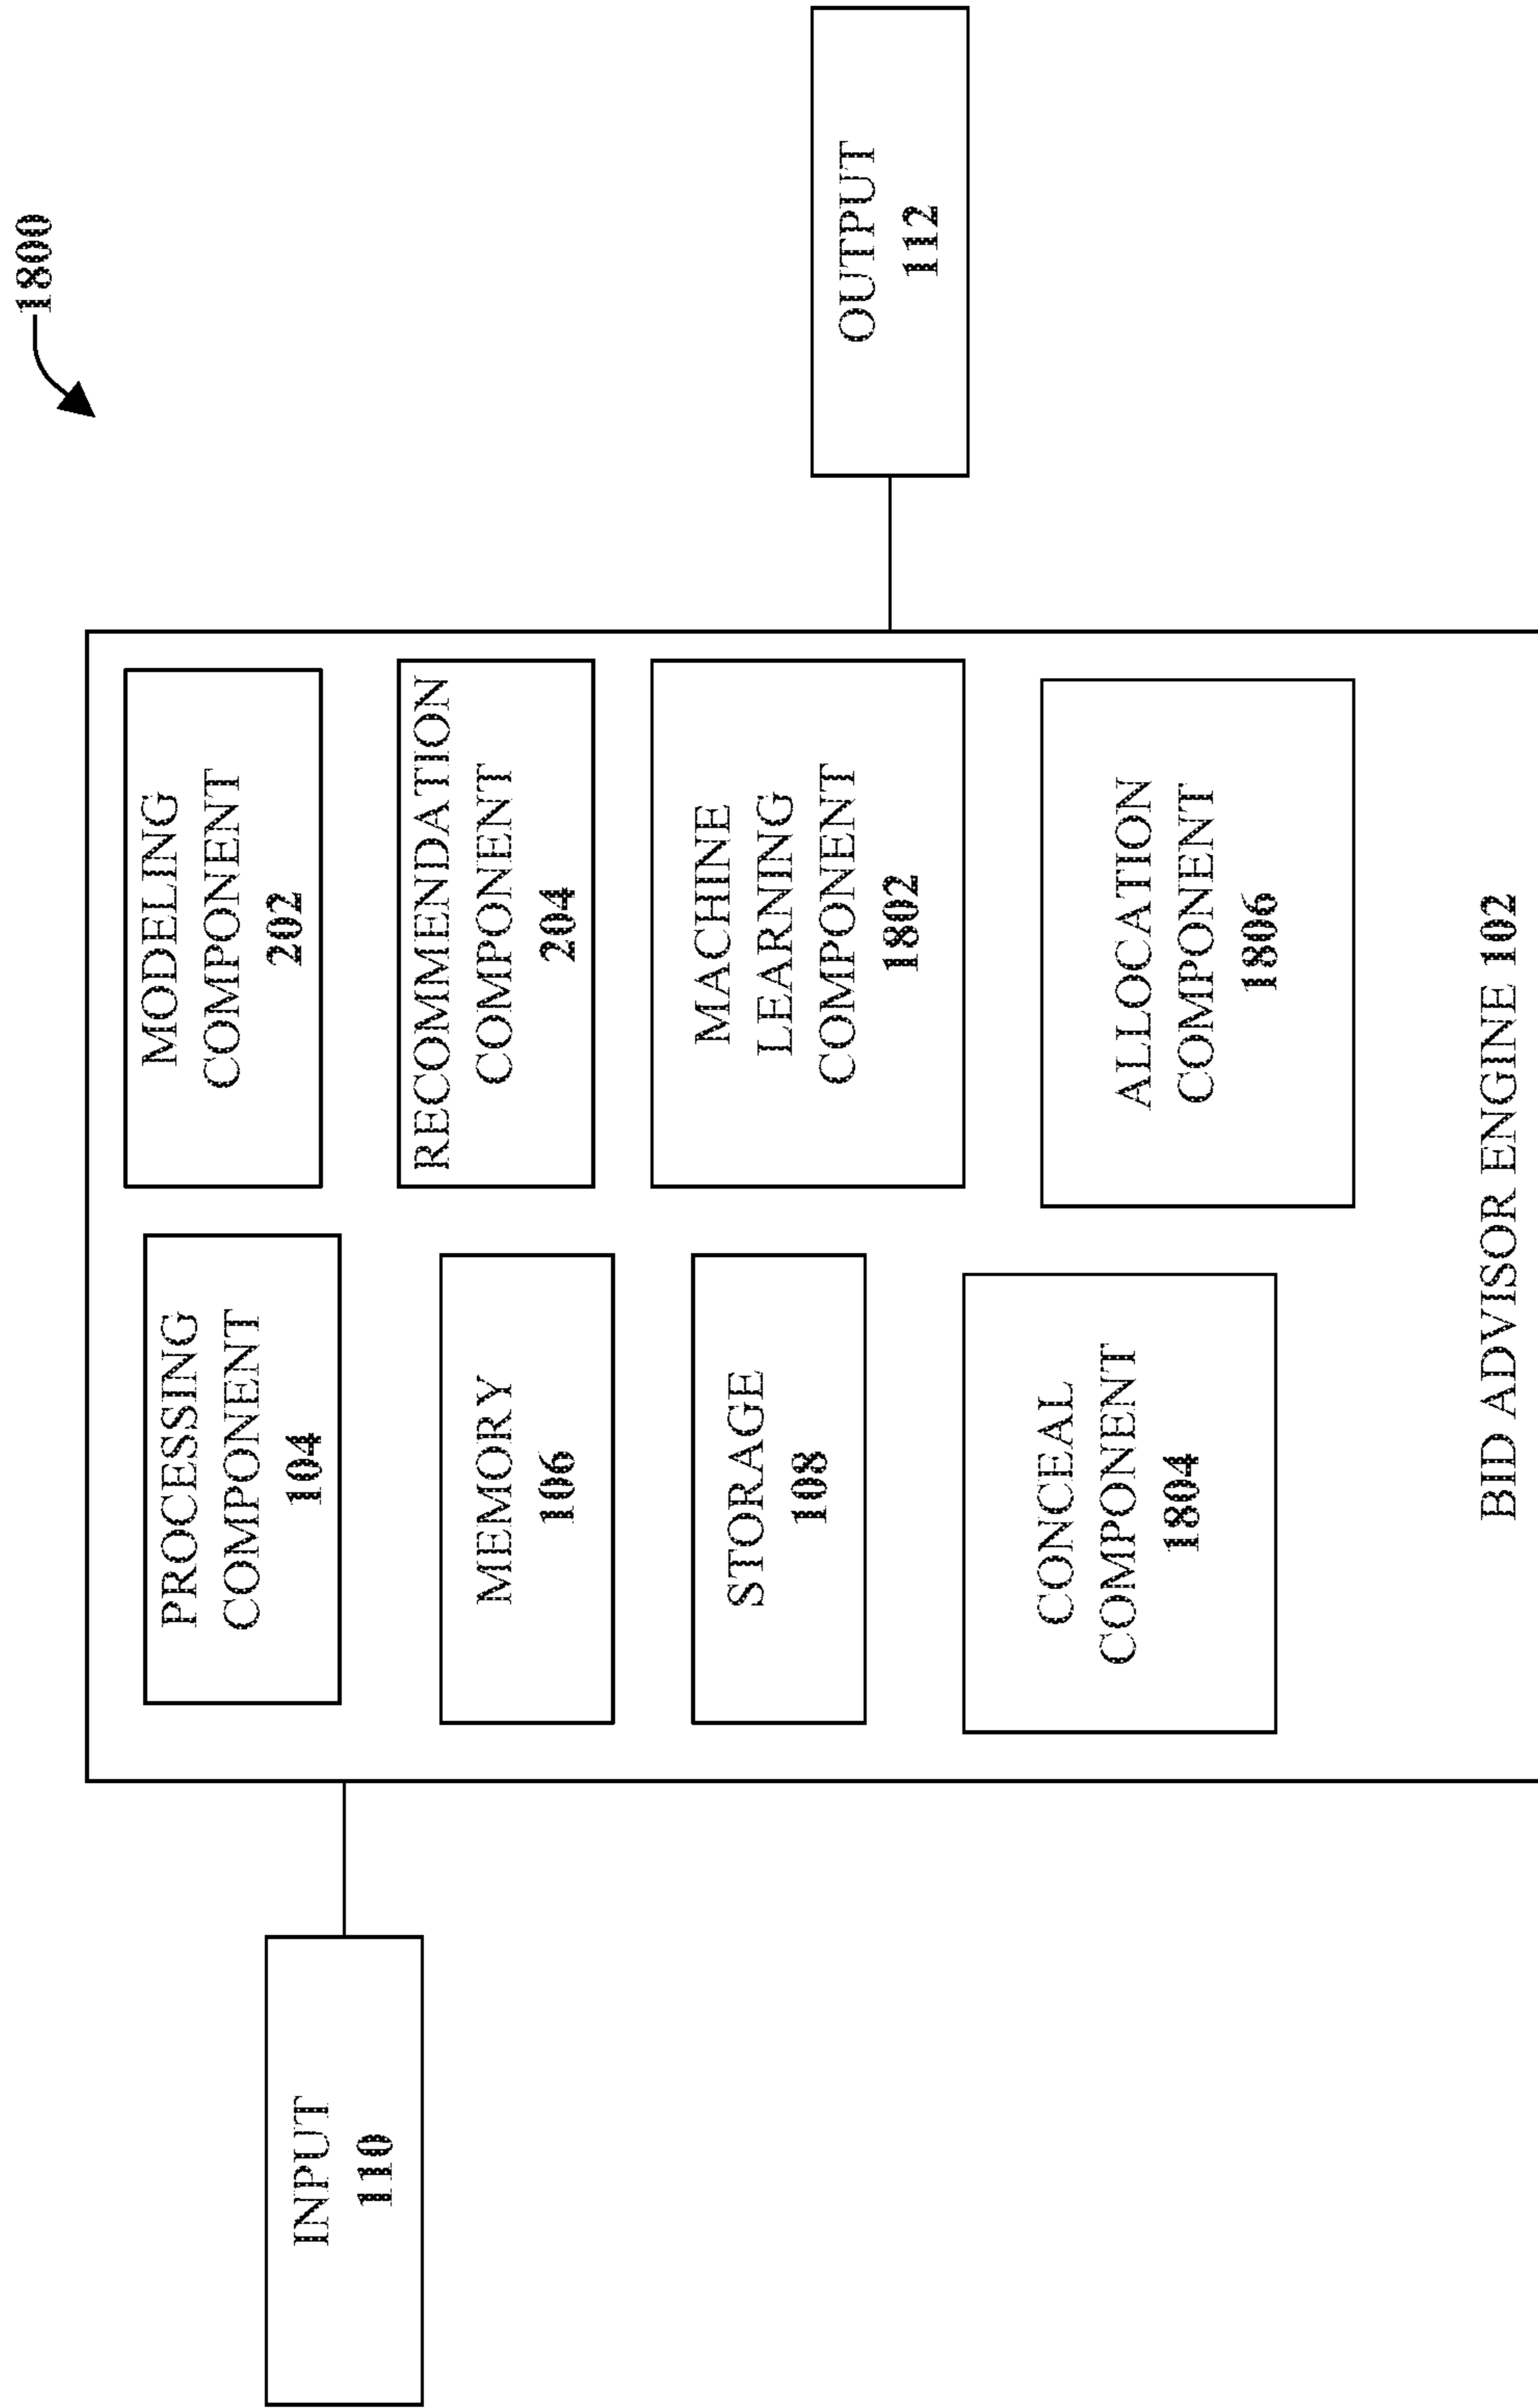 1800
INPUT
110
PROCESSING
COMPONENT
104
MEMORY
106
STORAGE
108
CONCEAL
COMPONENT
1804
MODELING
COMPONENT
202
RECOMMENDATION
COMPONENT
204
MACHINE
LEARNING
COMPONENT
1802
ALLOCATION
COMPONENT
1806
BID ADVISOR ENGINE 102
OUTPUT
112